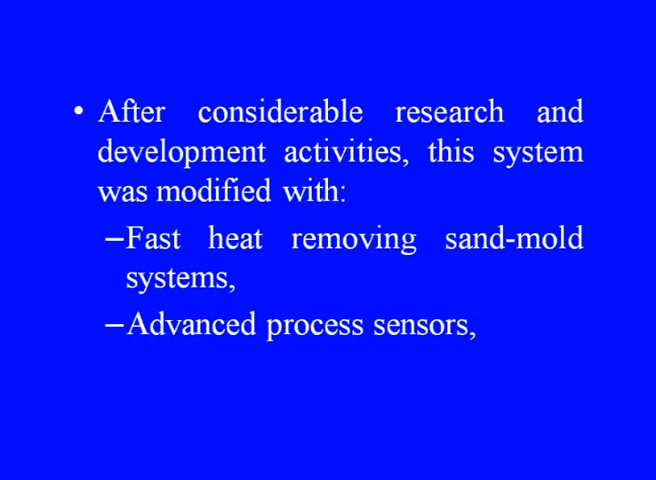 • After considerable research and
development activities, this system
was modified with:
–Fast heat removing sand-mold
systems,
–Advanced process sensors,